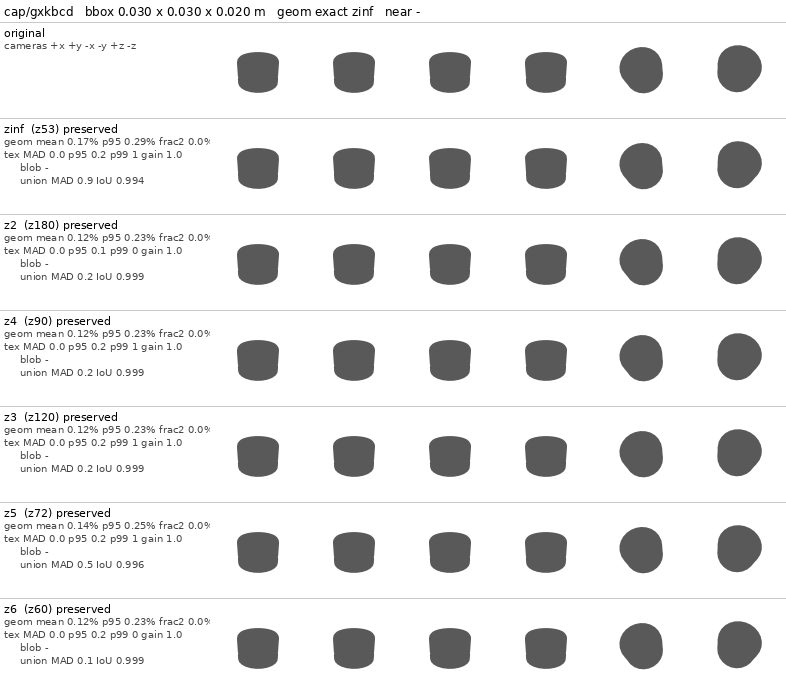 cap/gxkbcd   bbox 0.030 x 0.030 x 0.020 m   geom exact zinf   near -
original
cameras +x +y -x -y +z -z
zinf  (z53) preserved
geom mean 0.17% p95 0.29% frac2 0.0%
tex MAD 0.0 p95 0.2 p99 1 gain 1.0
blob -
union MAD 0.9 IoU 0.994
z2  (z180) preserved
geom mean 0.12% p95 0.23% frac2 0.0%
tex MAD 0.0 p95 0.1 p99 0 gain 1.0
blob -
union MAD 0.2 IoU 0.999
z4  (z90) preserved
geom mean 0.12% p95 0.23% frac2 0.0%
tex MAD 0.0 p95 0.2 p99 1 gain 1.0
blob -
union MAD 0.2 IoU 0.999
z3  (z120) preserved
geom mean 0.12% p95 0.23% frac2 0.0%
tex MAD 0.0 p95 0.2 p99 1 gain 1.0
blob -
union MAD 0.2 IoU 0.999
z5  (z72) preserved
geom mean 0.14% p95 0.25% frac2 0.0%
tex MAD 0.0 p95 0.2 p99 1 gain 1.0
blob -
union MAD 0.5 IoU 0.996
z6  (z60) preserved
geom mean 0.12% p95 0.23% frac2 0.0%
tex MAD 0.0 p95 0.2 p99 0 gain 1.0
blob -
union MAD 0.1 IoU 0.999